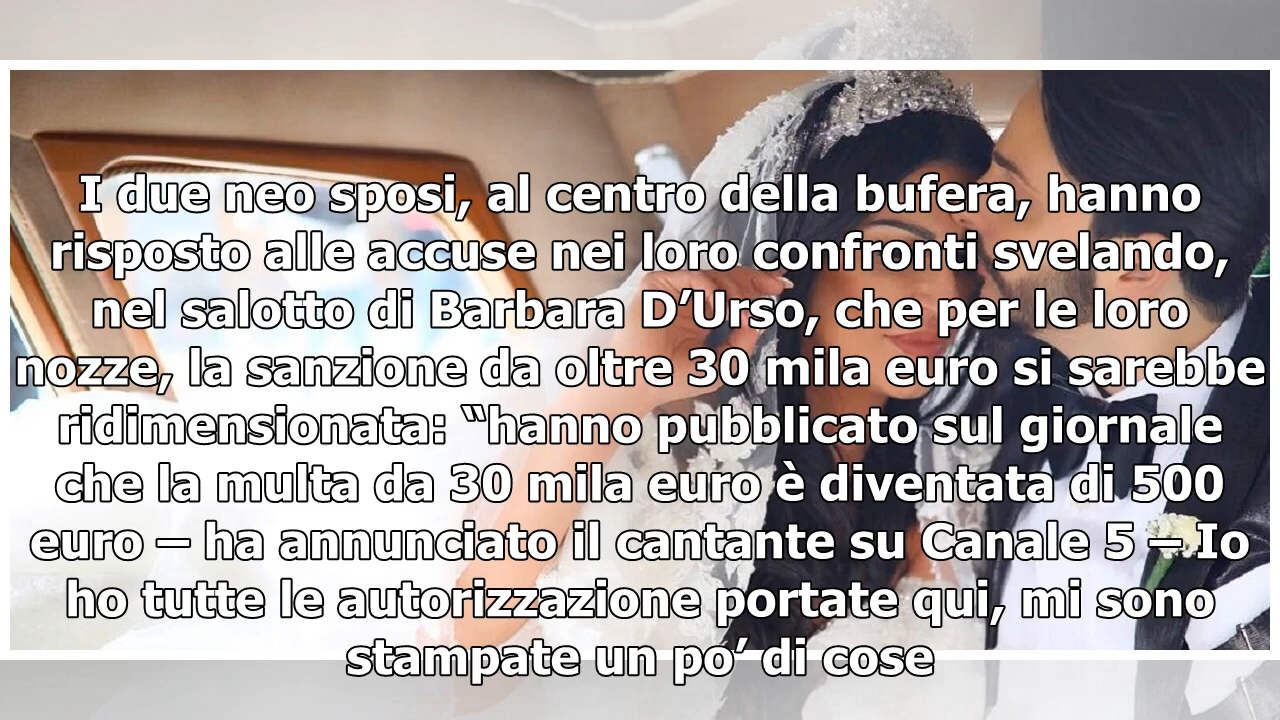 I due neo sposi, al centro della bufera, hanno
risposto alle accuse nei loro confronti svelando,
nel salotto di Barbara D’Urso, che per le loro
nozze, la sanzione da oltre 30 mila euro si sarebbe
ridimensionata: “hanno pubblicato sul giornale
che la multa da 30 mila euro è diventata di 500
euro – ha annunciato il cantante su Canale 5 – Io
ho tutte le autorizzazione portate qui, mi sono
stampate un po’ di cose